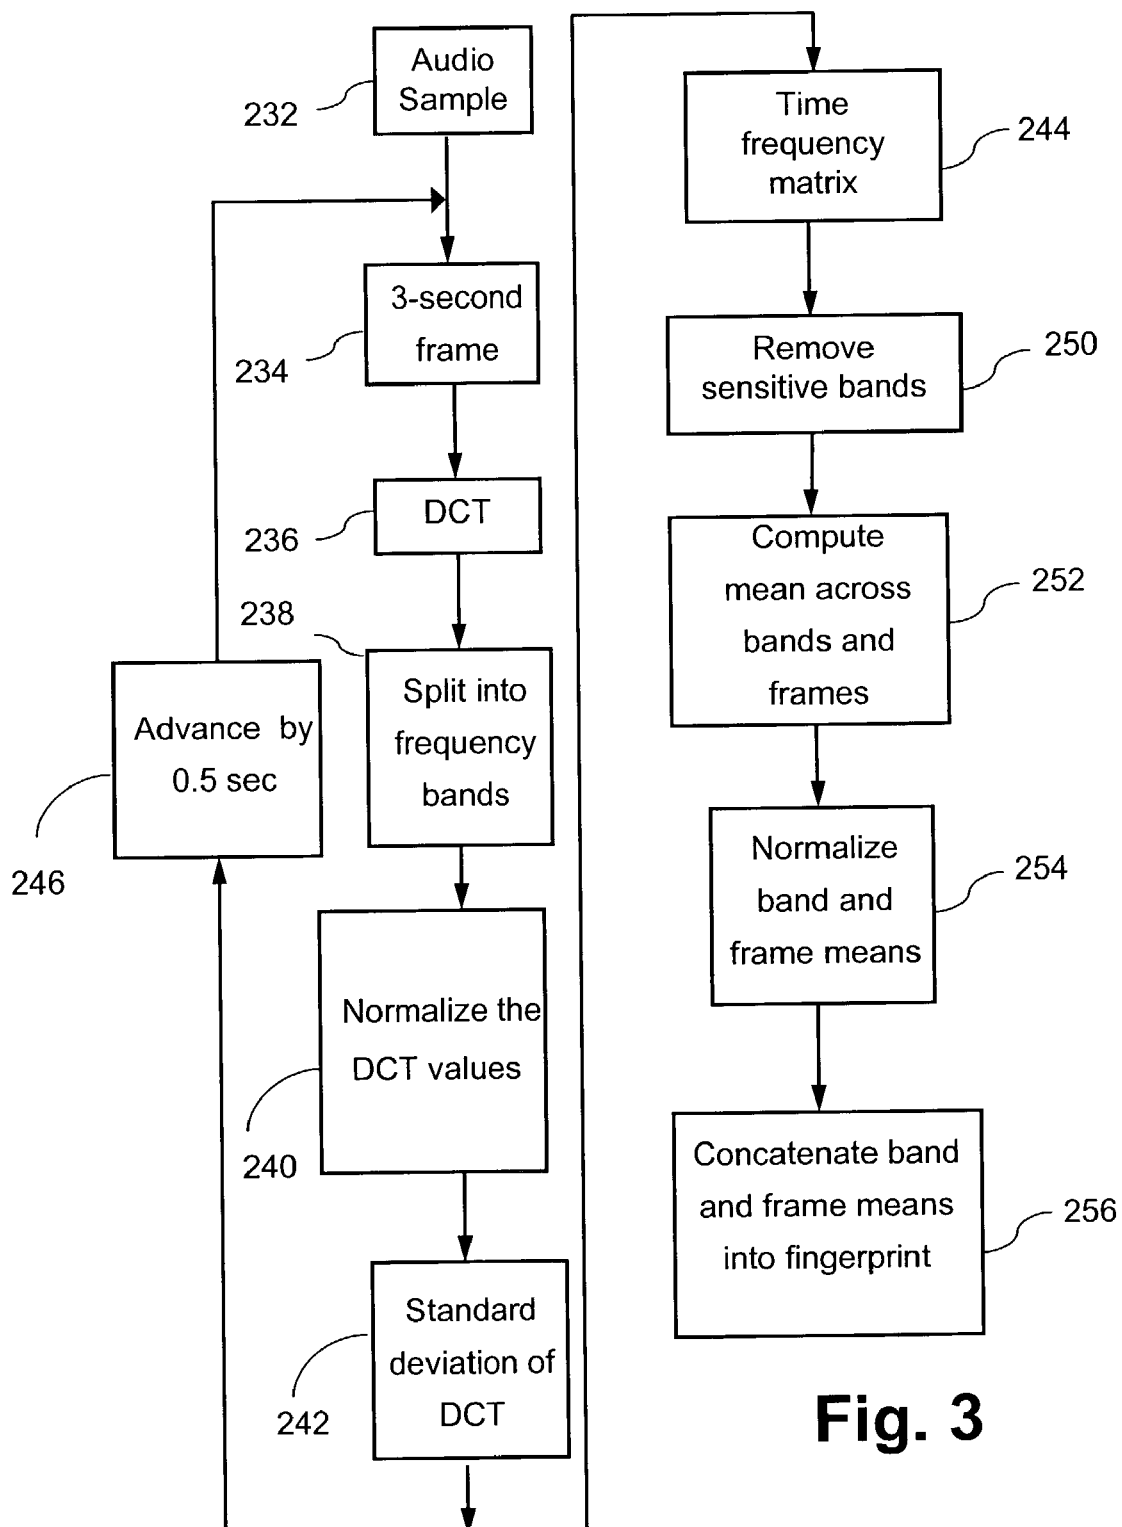 Audio
Sample
232
3-second
frame
234
DCT
236
238
Split into
frequency
bands
Advance by
0.5 sec
246
Normalize the
DCT values
240
Standard
deviation of
DCT
242
Time
frequency
matrix
244
Remove
sensitive bands
250
Compute
mean across
bands and
frames
252
Normalize
band and
frame means
254
Concatenate band
and frame means
into fingerprint
256
Fig. 3